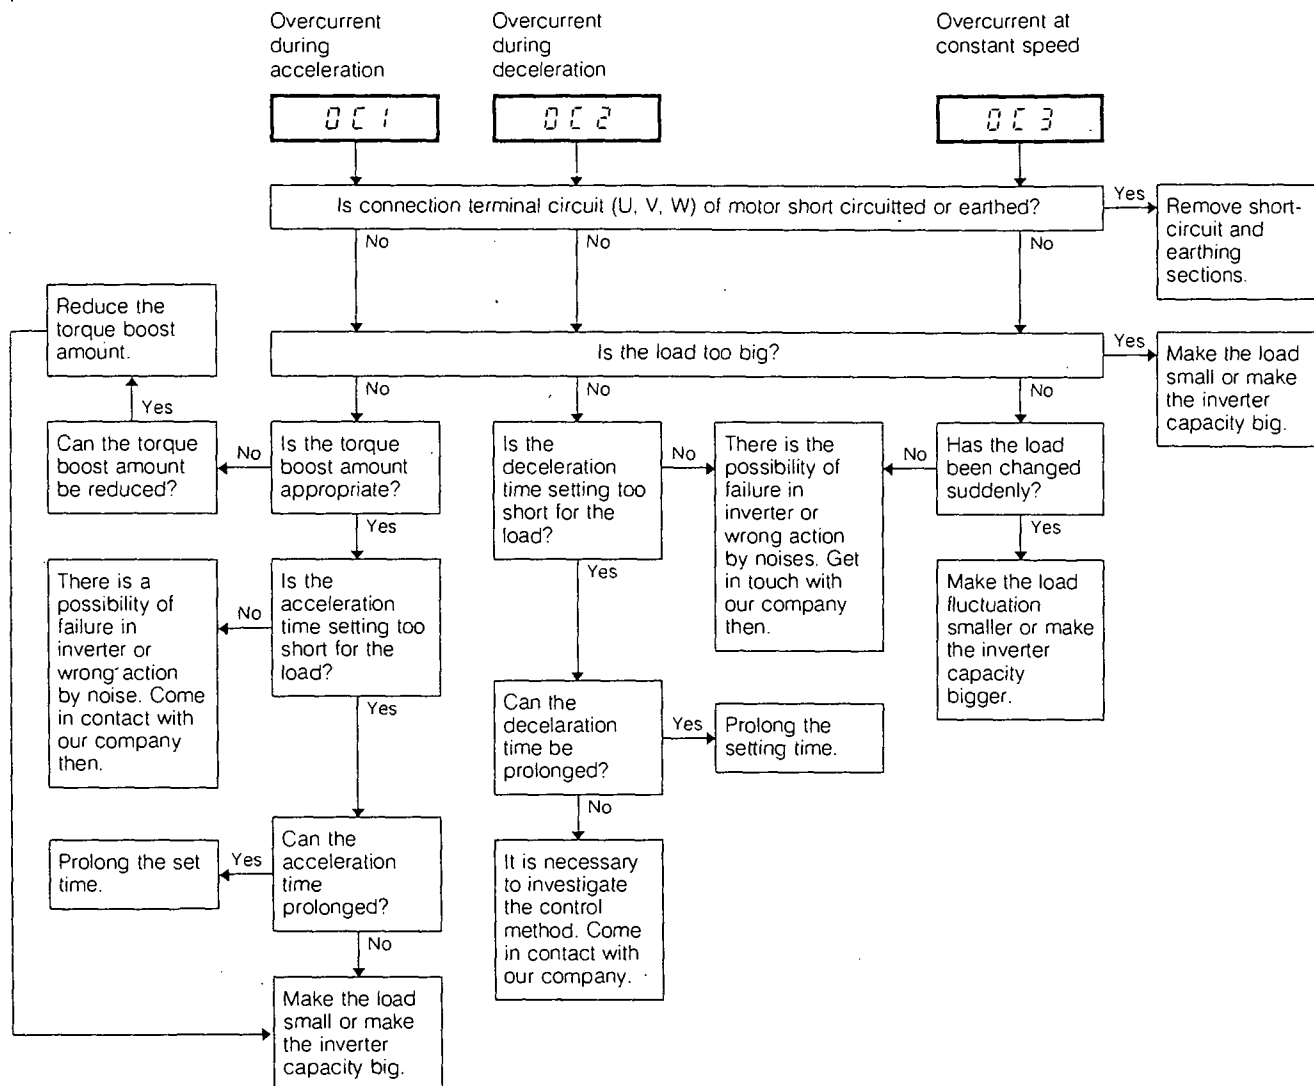 Overcurrent
during
acceleration
Overcurrent
during
deceleration
Overcurrent at
constant speed
OC1
OC2
OC3
Is connection terminal circuit (U, V, W) of motor short circuitted or earthed?
Yes
Remove short-
circuit and
earthing
sections.
No
No
No
Reduce the
torque boost
amount.
Is the load too big?
Yes
Make the load
small or make
the inverter
capacity big.
Yes
No
No
No
Can the torque
boost amount
be reduced?
No
Is the torque
boost amount
appropriate?
Is the
deceleration
time setting too
short for the
load?
No
There is the
possibility of
failure in
inverter or
wrong action
by noises. Get
in touch with
our company
then.
No
Has the load
been changed
suddenly?
Yes
Yes
Yes
There is a
possibility of
failure in
inverter or
wrong action
by noise. Come
in contact with
our company
then.
No
Is the
acceleration
time setting too
short for the
load?
Make the load
fluctuation
smaller or make
the inverter
capacity
bigger.
Yes
Can the
decelaration
time be
prolonged?
Yes
Prolong the
setting time.
No
Prolong the set
time.
Yes
Can the
acceleration
time
prolonged?
It is necessary
to investigate
the control
method. Come
in contact with
our company.
No
Make the load
small or make
the inverter
capacity big.